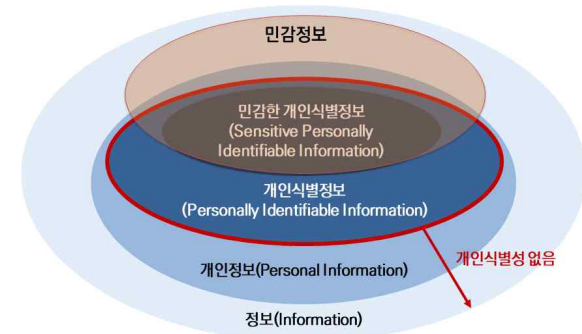 민감정보
민감한 개인식별정보
(Sensitive Personally
Identifiable Information)
개인식별정보
(Personally Identifiable Information)
개인식별성 없음
개인정보(Personal Information)
정보(Information)